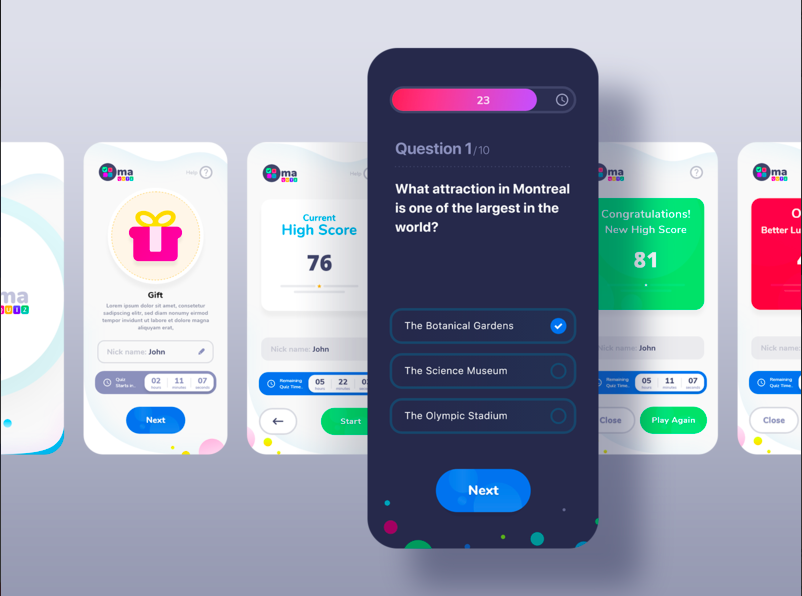 ma
QUIZ
ma
QUIZ
Help ?
Gift
Lorem ipsum dolor sit amet, consetetur
sadipscing elitr, sed diam nonumy eirmod
tempor invidunt ut labore et dolore magna
aliquyam erat,
Nick name: John
Quiz
Starts in..
02 11 07
hours minutes seconds
Next
ma
QUIZ
Help
Current
High Score
76
Nick name: John
Remaining
Quiz Time.
05 22
hours minutes
Start
23
Question 1/10
What attraction in Montreal
is one of the largest in the
world?
The Botanical Gardens
The Science Museum
The Olympic Stadium
Next
?
Congratulations!
New High Score
81
name: John
Remaining
Quiz Time.
05 11 07
hours minutes seconds
Close
Play Again
ma
QUIZ
O
Better Lu
Nick name:
Remaining
Quiz Time.
Close